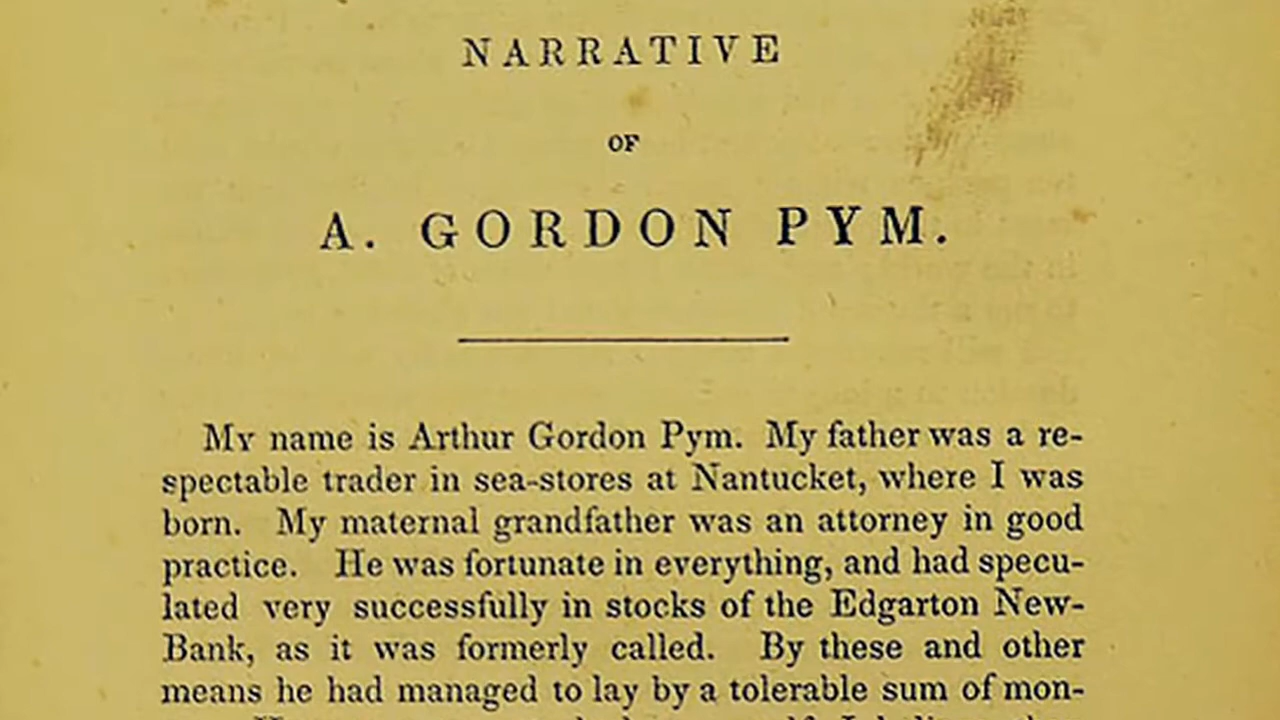 NARRATIVE
OF
A. GORDON PYM.
My name is Arthur Gordon Pym. My father was a re-
spectable trader in sea-stores at Nantucket, where I was
born. My maternal grandfather was an attorney in good
practice. He was fortunate in everything, and had specu-
lated very successfully in stocks of the Edgarton New-
Bank, as it was formerly called. By these and other
means he had managed to lay by a tolerable sum of mon-